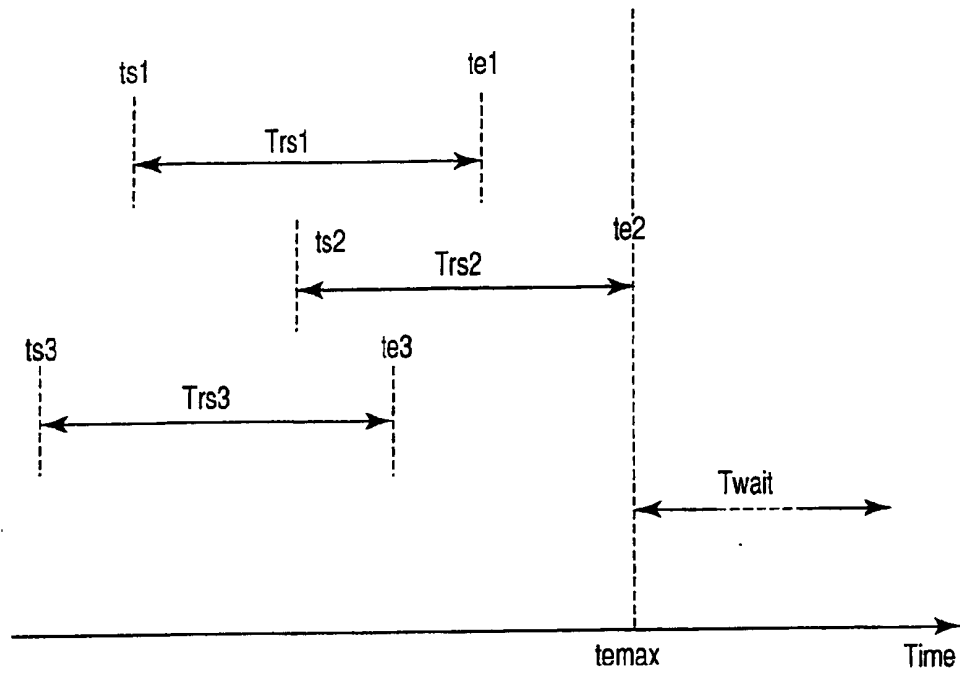 ts1
te1
Trs1
ts2
te2
Trs2
ts3
te3
Trs3
Twait
temax
Time